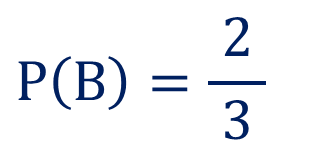 P(B) = 2/3